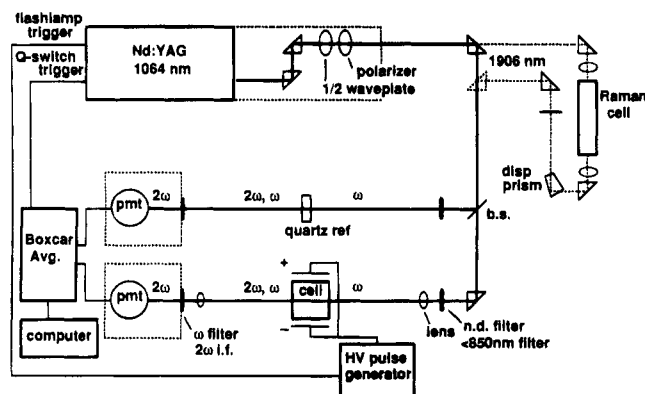 flashlamp
trigger
Q-switch
trigger
Nd:YAG
1064 nm
polarizer
1/2 waveplate
1906 nm
Raman
cell
disp
prism
pmt
2ω
2ω, ω
ω
quartz ref
b.s.
Boxcar
Avg.
+
pmt
2ω
2ω, ω
cell
ω
−
lens
n.d. filter
<850nm filter
computer
ω filter
2ω i.f.
HV pulse
generator